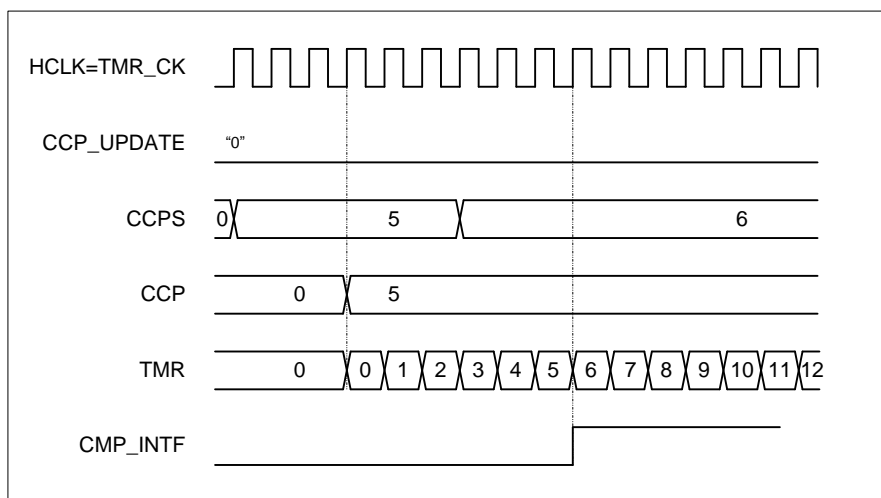 HCLK=TMR_CK
CCP_UPDATE “0”
CCPS 0 5 6
CCP 0 5
TMR 0 0 1 2 3 4 5 6 7 8 9 10 11 12
CMP_INTF